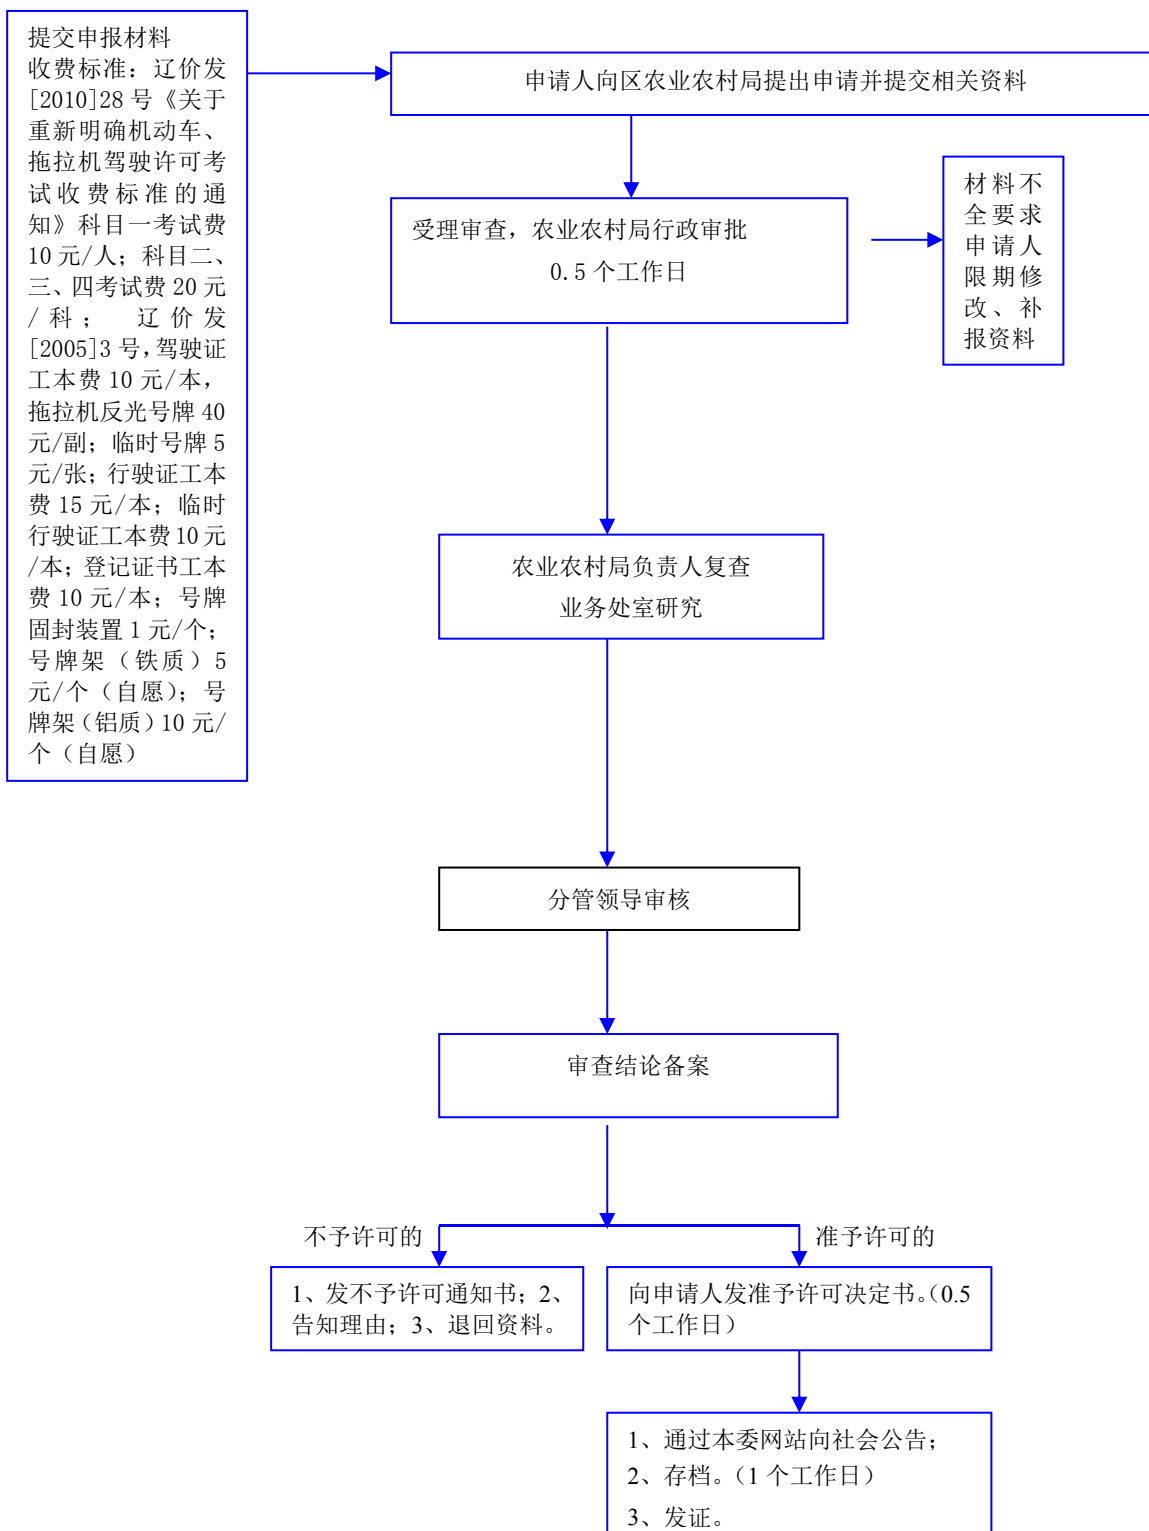 提交申报材料
收费标准：辽价发
[2010]28 号《关于
重新明确机动车、
拖拉机驾驶许可考
试收费标准的通
知》科目一考试费
10 元/人；科目二、
三、四考试费 20 元
/科； 辽价发
[2005]3 号，驾驶证
工本费 10 元/本，
拖拉机反光号牌 40
元/副；临时号牌 5
元/张；行驶证工本
费 15 元/本；临时
行驶证工本费 10 元
/本；登记证书工本
费 10 元/本；号牌
固封装置 1 元/个；
号牌架（铁质）5
元/个（自愿）；号
牌架（铝质）10 元/
个（自愿）
申请人向区农业农村局提出申请并提交相关资料
受理审查，农业农村局行政审批
0.5 个工作日
材料不
全要求
申请人
限期修
改、补
报资料
农业农村局负责人复查
业务处室研究
分管领导审核
审查结论备案
不予许可的
准予许可的
1、发不予许可通知书；2、
告知理由；3、退回资料。
向申请人发准予许可决定书。（0.5
个工作日）
1、通过本委网站向社会公告；
2、存档。（1 个工作日）
3、发证。